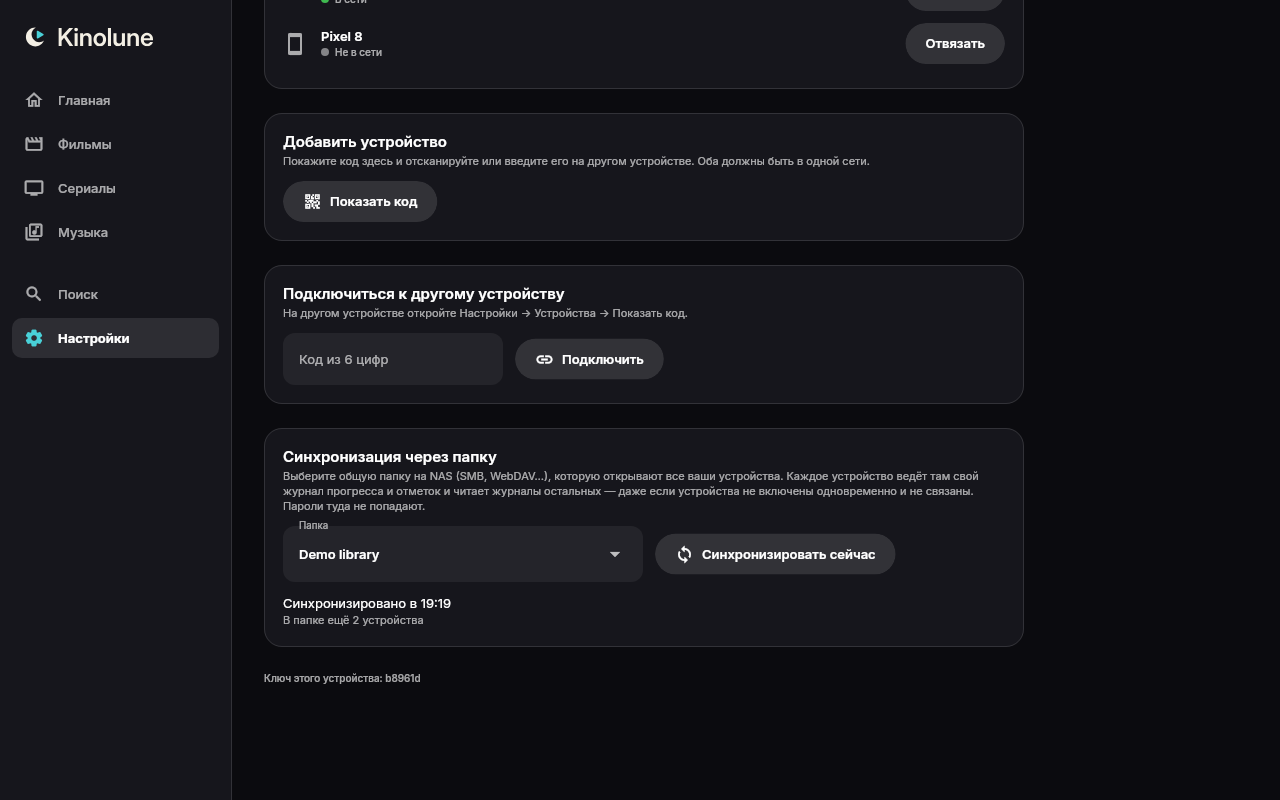 Kinolune
Главная
Фильмы
Сериалы
Музыка
Поиск
Настройки
В сети
Pixel 8
Не в сети
Отвязать
Добавить устройство
Покажите код здесь и отсканируйте или введите его на другом устройстве. Оба должны быть в одной сети.
Показать код
Подключиться к другому устройству
На другом устройстве откройте Настройки → Устройства → Показать код.
Код из 6 цифр
Подключить
Синхронизация через папку
Выберите общую папку на NAS (SMB, WebDAV…), которую открывают все ваши устройства. Каждое устройство ведёт там свой
журнал прогресса и отметок и читает журналы остальных — даже если устройства не включены одновременно и не связаны.
Пароли туда не попадают.
Папка
Demo library
Синхронизировать сейчас
Синхронизировано в 19:19
В папке ещё 2 устройства
Ключ этого устройства: b8961d